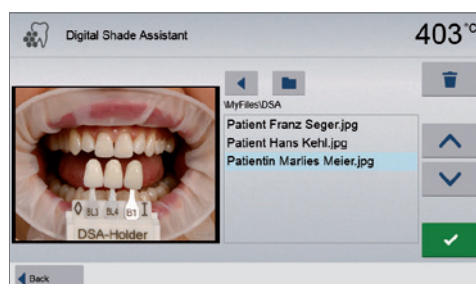 Digital Shade Assistant
403°C
\MyFiles\DSA
Patient Franz Seger.jpg
Patient Hans Kehl.jpg
Patientin Marlies Meier.jpg
BL3 BL4 B1
DSA-Holder
Back